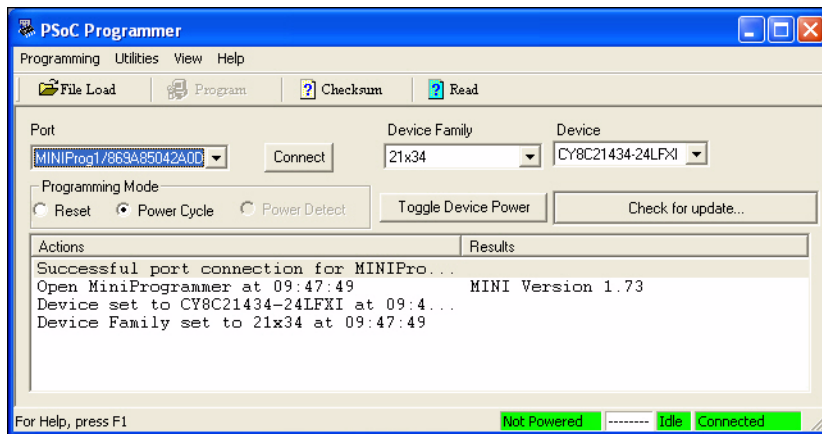 PSoC Programmer
Programming Utilities View Help
File Load Program Checksum Read
Port Device Family Device
MINIProg1/869A85042A0D Connect 21x34 CY8C21434-24LFXI
Programming Mode
Reset Power Cycle Power Detect Toggle Device Power Check for update...
Actions Results
Successful port connection for MINIPro...
Open MiniProgrammer at 09:47:49 MINI Version 1.73
Device set to CY8C21434-24LFXI at 09:4...
Device Family set to 21x34 at 09:47:49
For Help, press F1 Not Powered -------- Idle Connected